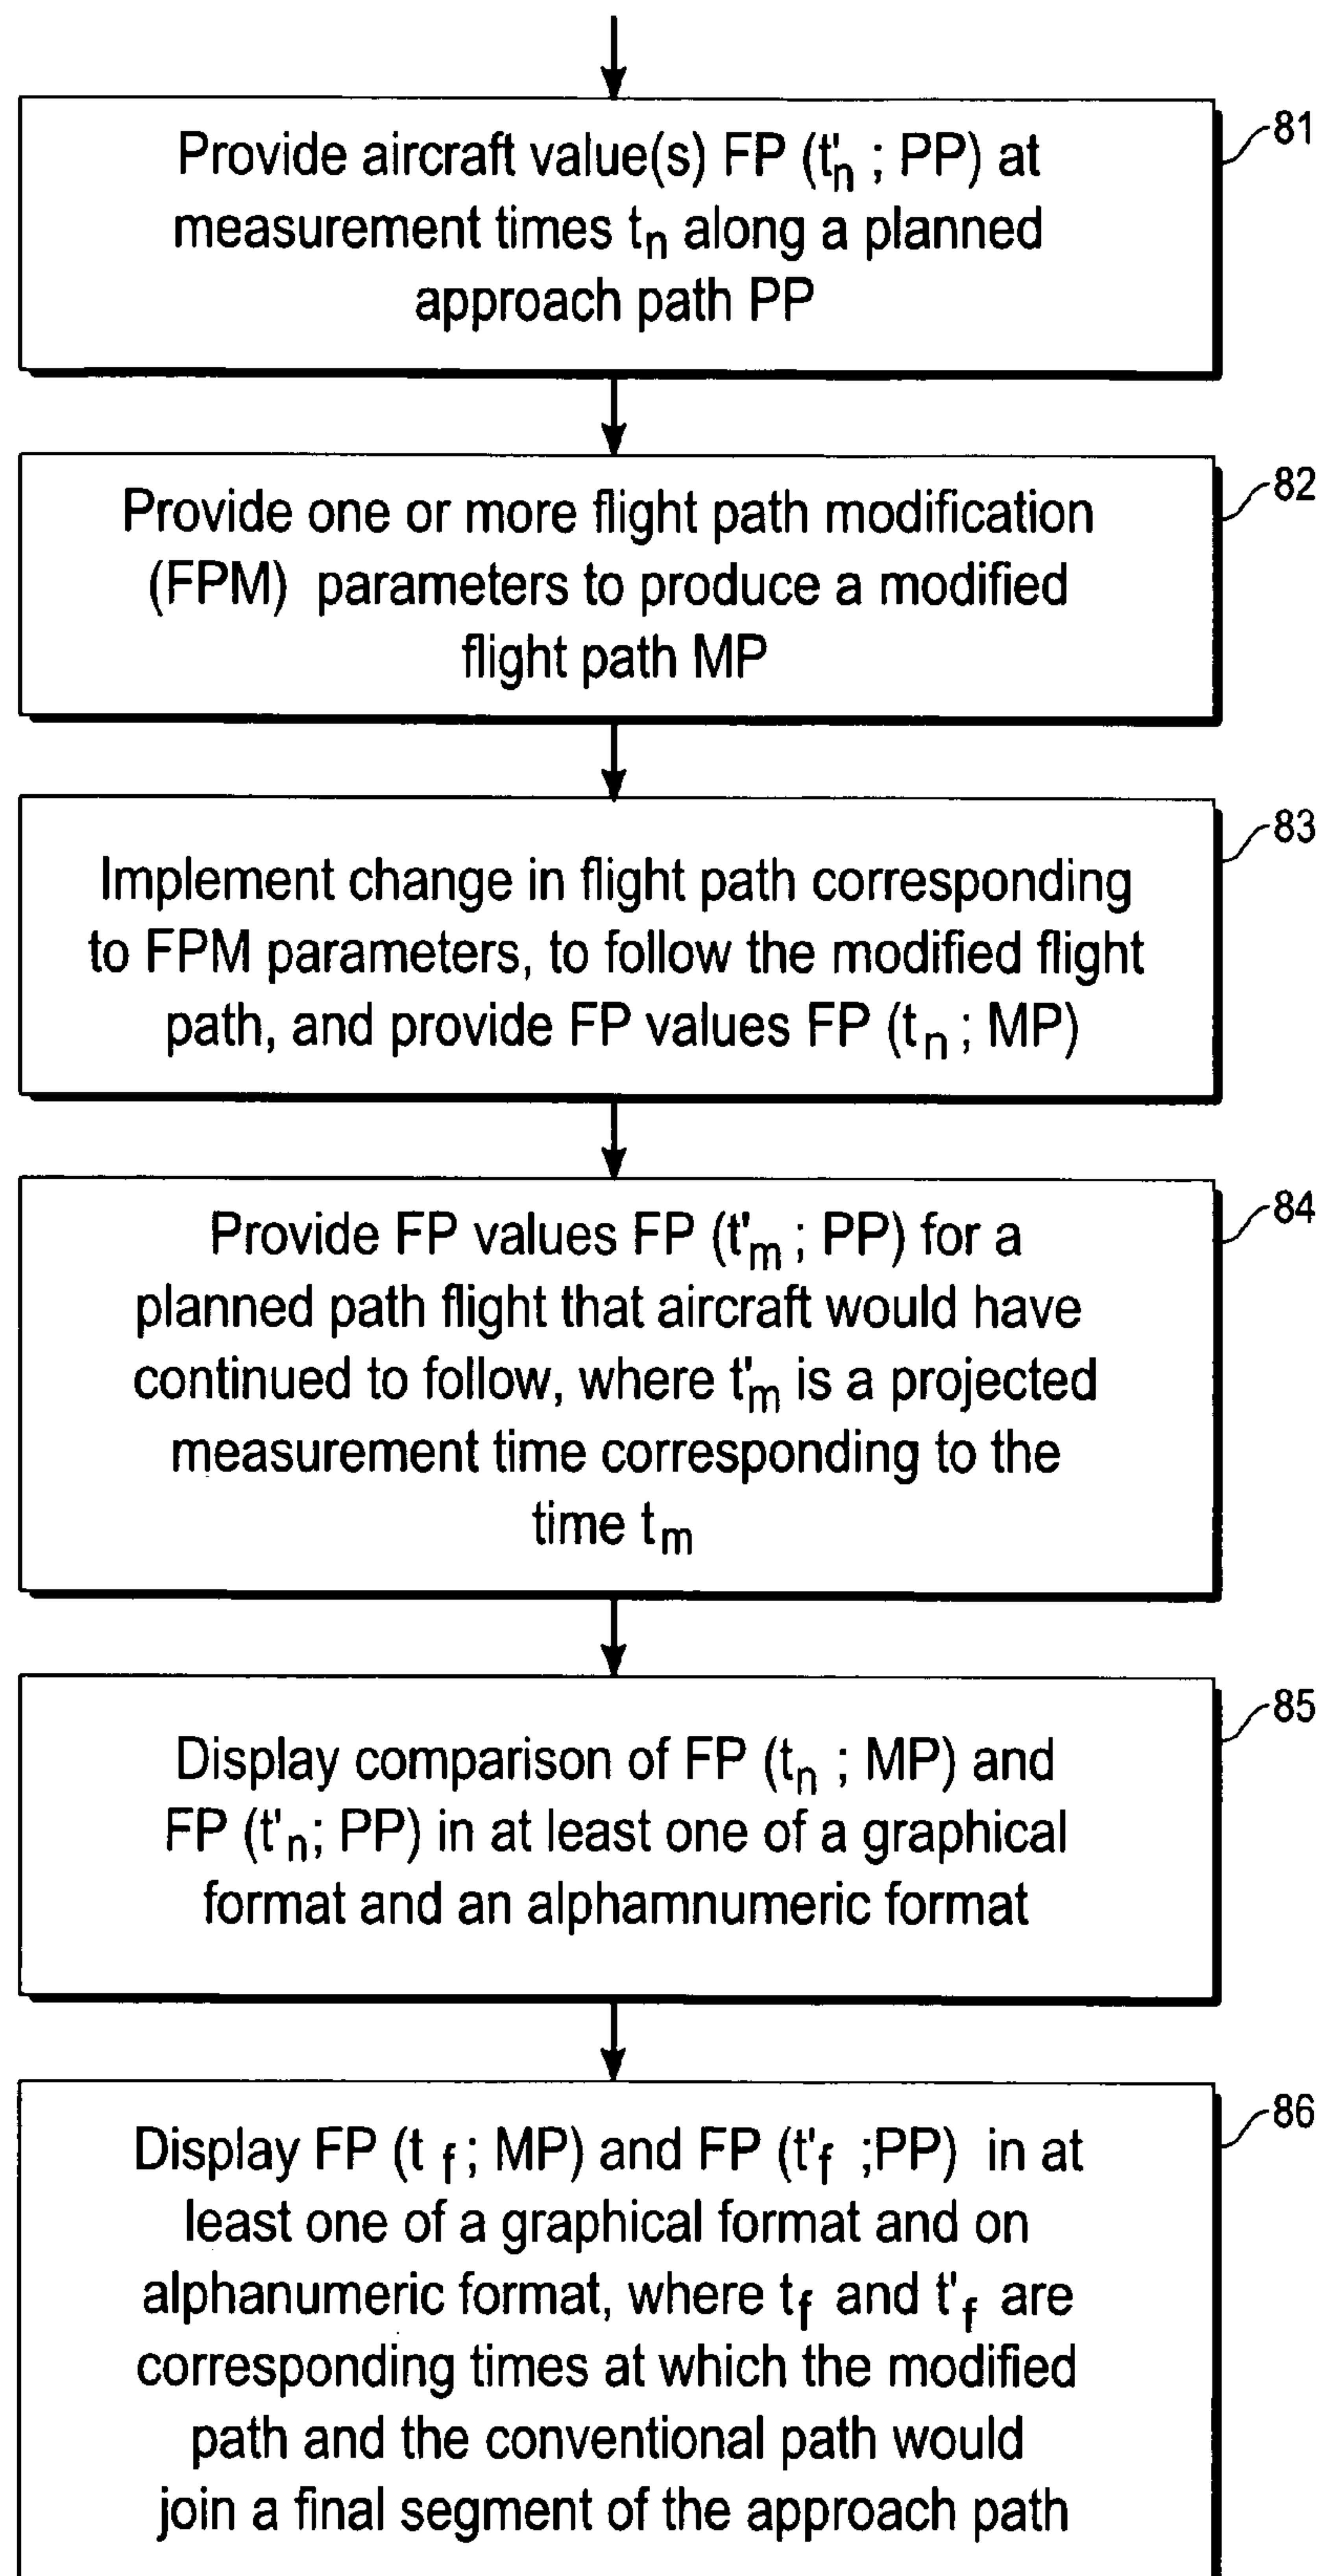 Provide aircraft value(s) FP (t'n ; PP) at
measurement times tn along a planned
approach path PP
81
Provide one or more flight path modification
(FPM) parameters to produce a modified
flight path MP
82
Implement change in flight path corresponding
to FPM parameters, to follow the modified flight
path, and provide FP values FP (tn ; MP)
83
Provide FP values FP (t'm ; PP) for a
planned path flight that aircraft would have
continued to follow, where t'm is a projected
measurement time corresponding to the
time tm
84
Display comparison of FP (tn ; MP) and
FP (t'n; PP) in at least one of a graphical
format and an alphamnumeric format
85
Display FP (t f ; MP) and FP (t'f ;PP) in at
least one of a graphical format and on
alphanumeric format, where tf and t'f are
corresponding times at which the modified
path and the conventional path would
join a final segment of the approach path
86